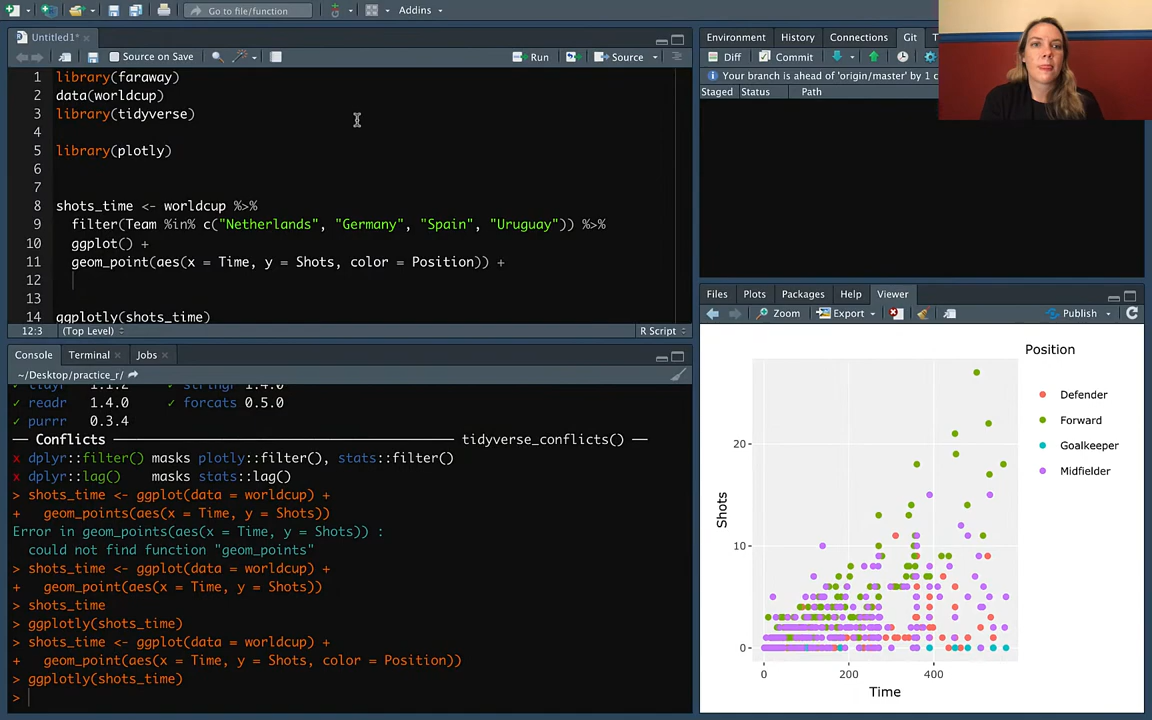 Go to file/function
Addins
Untitled1*
Source on Save
Run
Source
1 library(faraway)
2 data(worldcup)
3 library(tidyverse)
4
5 library(plotly)
6
7
8 shots_time <- worldcup %>%
9 filter(Team %in% c("Netherlands", "Germany", "Spain", "Uruguay")) %>%
10 ggplot() +
11 geom_point(aes(x = Time, y = Shots, color = Position)) +
12
13
14 ggplotly(shots_time)
12:3 (Top Level) R Script
Console Terminal Jobs
~/Desktop/practice_r/
1.1.2 1.4.0
✓ readr 1.4.0 ✓ forcats 0.5.0
✓ purrr 0.3.4
── Conflicts ── tidyverse_conflicts() ──
x dplyr::filter() masks plotly::filter(), stats::filter()
x dplyr::lag() masks stats::lag()
> shots_time <- ggplot(data = worldcup) +
+ geom_points(aes(x = Time, y = Shots))
Error in geom_points(aes(x = Time, y = Shots)) :
could not find function "geom_points"
> shots_time <- ggplot(data = worldcup) +
+ geom_point(aes(x = Time, y = Shots))
> shots_time
> ggplotly(shots_time)
> shots_time <- ggplot(data = worldcup) +
+ geom_point(aes(x = Time, y = Shots, color = Position))
> ggplotly(shots_time)
>
Environment History Connections Git T
Diff Commit
Your branch is ahead of 'origin/master' by 1 c
Staged Status Path
Files Plots Packages Help Viewer
Zoom Export Publish
Position
Defender
Forward
Goalkeeper
Midfielder
20
10
0
Shots
0 200 400
Time